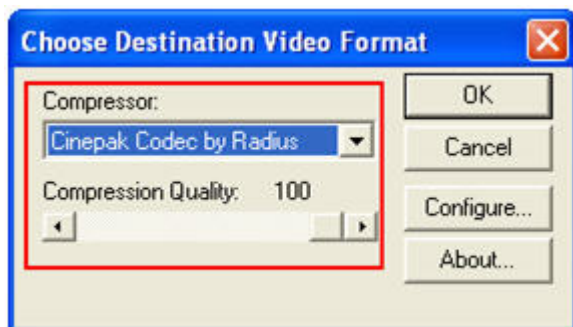 Choose Destination Video Format
Compressor:
Cinepak Codec by Radius
Compression Quality: 100
OK
Cancel
Configure...
About...